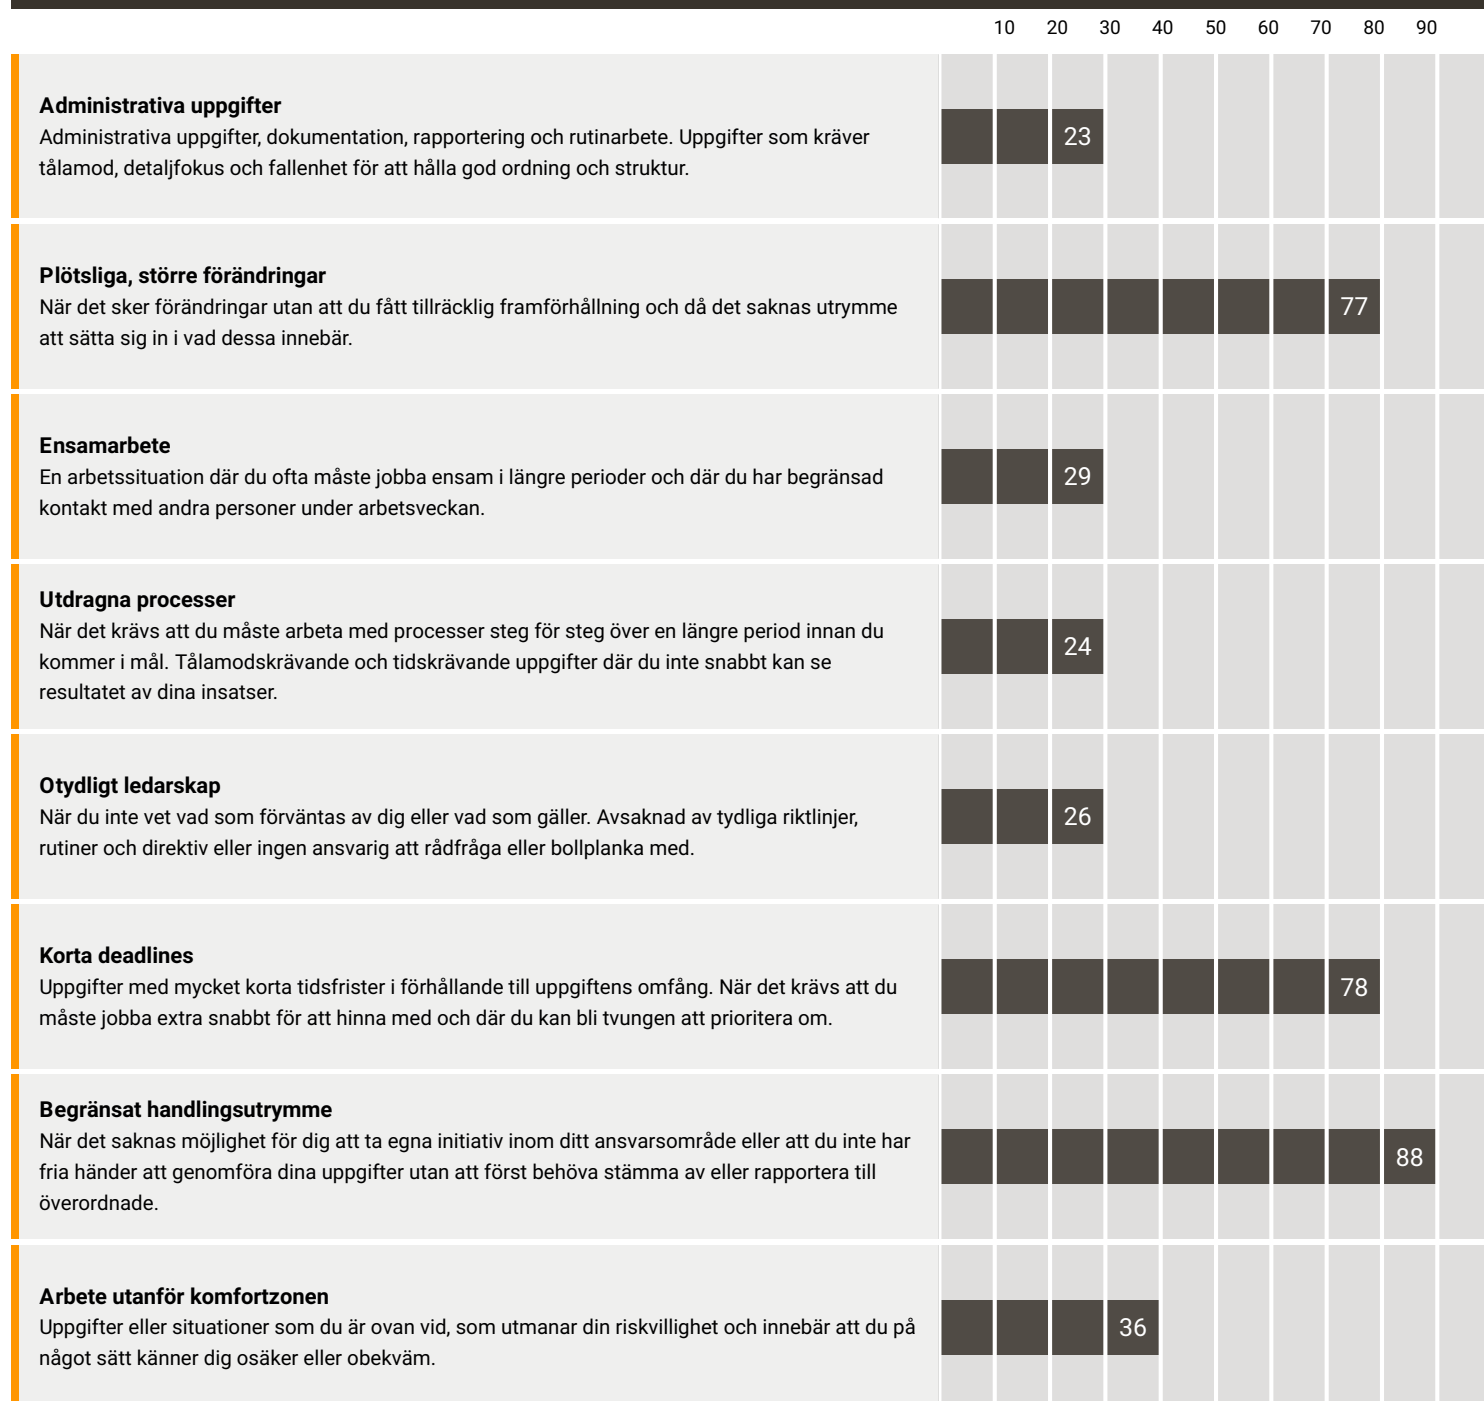 10 20 30 40 50 60 70 80 90
Administrativa uppgifter
Administrativa uppgifter, dokumentation, rapportering och rutinarbete. Uppgifter som kräver
tålamod, detaljfokus och fallenhet för att hålla god ordning och struktur.
23
Plötsliga, större förändringar
När det sker förändringar utan att du fått tillräcklig framförhållning och då det saknas utrymme
att sätta sig in i vad dessa innebär.
77
Ensamarbete
En arbetssituation där du ofta måste jobba ensam i längre perioder och där du har begränsad
kontakt med andra personer under arbetsveckan.
29
Utdragna processer
När det krävs att du måste arbeta med processer steg för steg över en längre period innan du
kommer i mål. Tålamodskrävande och tidskrävande uppgifter där du inte snabbt kan se
resultatet av dina insatser.
24
Otydligt ledarskap
När du inte vet vad som förväntas av dig eller vad som gäller. Avsaknad av tydliga riktlinjer,
rutiner och direktiv eller ingen ansvarig att rådfråga eller bollplanka med.
26
Korta deadlines
Uppgifter med mycket korta tidsfrister i förhållande till uppgiftens omfång. När det krävs att du
måste jobba extra snabbt för att hinna med och där du kan bli tvungen att prioritera om.
78
Begränsat handlingsutrymme
När det saknas möjlighet för dig att ta egna initiativ inom ditt ansvarsområde eller att du inte har
fria händer att genomföra dina uppgifter utan att först behöva stämma av eller rapportera till
överordnade.
88
Arbete utanför komfortzonen
Uppgifter eller situationer som du är ovan vid, som utmanar din riskvillighet och innebär att du på
något sätt känner dig osäker eller obekväm.
36